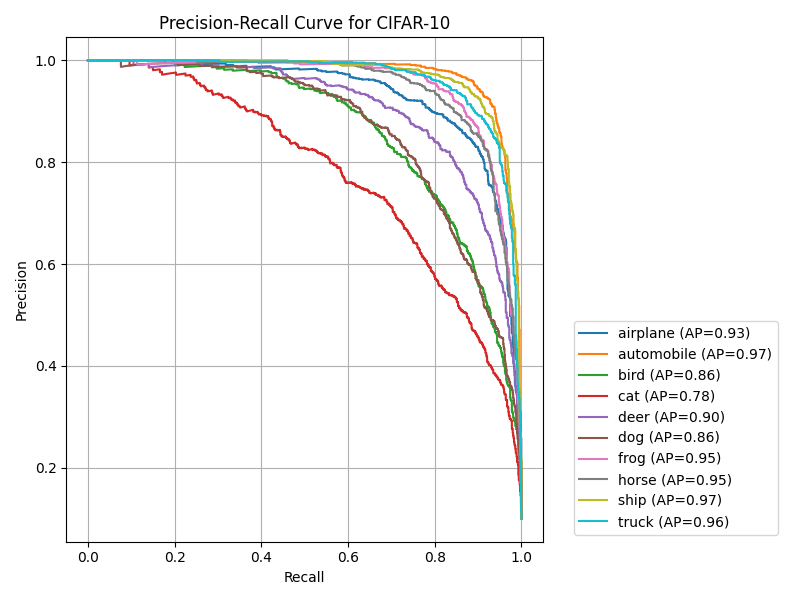 Precision-Recall Curve for CIFAR-10
1.0
0.8
0.6
0.4
0.2
Precision
0.0
0.2
0.4
0.6
0.8
1.0
Recall
airplane (AP=0.93)
automobile (AP=0.97)
bird (AP=0.86)
cat (AP=0.78)
deer (AP=0.90)
dog (AP=0.86)
frog (AP=0.95)
horse (AP=0.95)
ship (AP=0.97)
truck (AP=0.96)